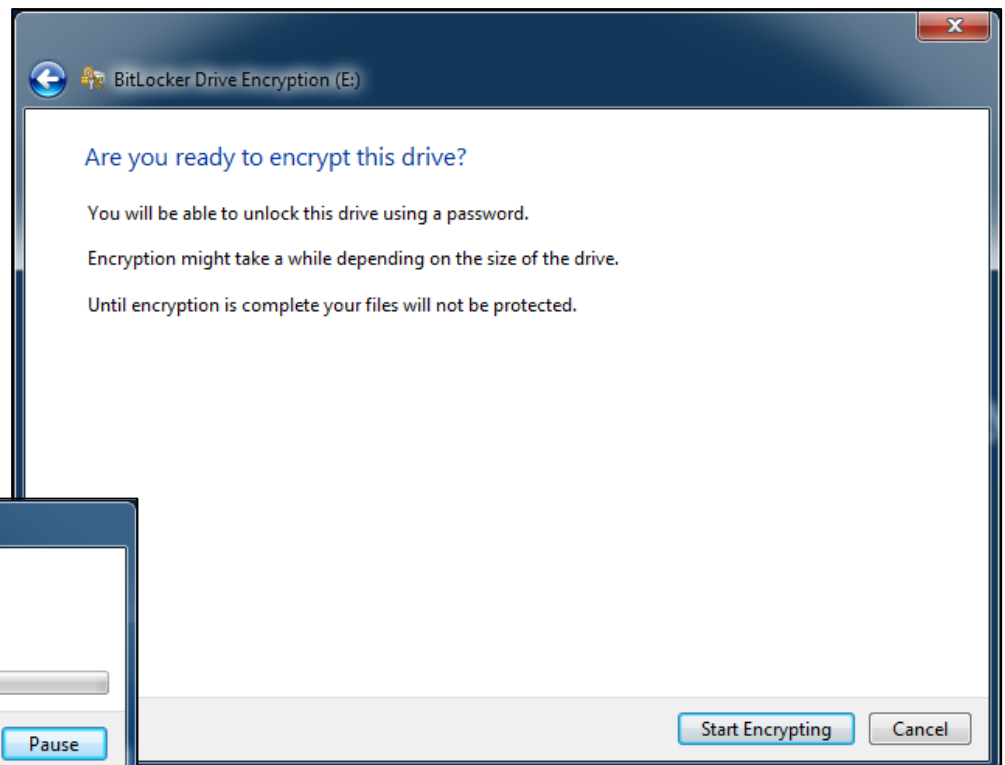 BitLocker Drive Encryption (E:)
Are you ready to encrypt this drive?
You will be able to unlock this drive using a password.
Encryption might take a while depending on the size of the drive.
Until encryption is complete your files will not be protected.
Start Encrypting Cancel
Pause